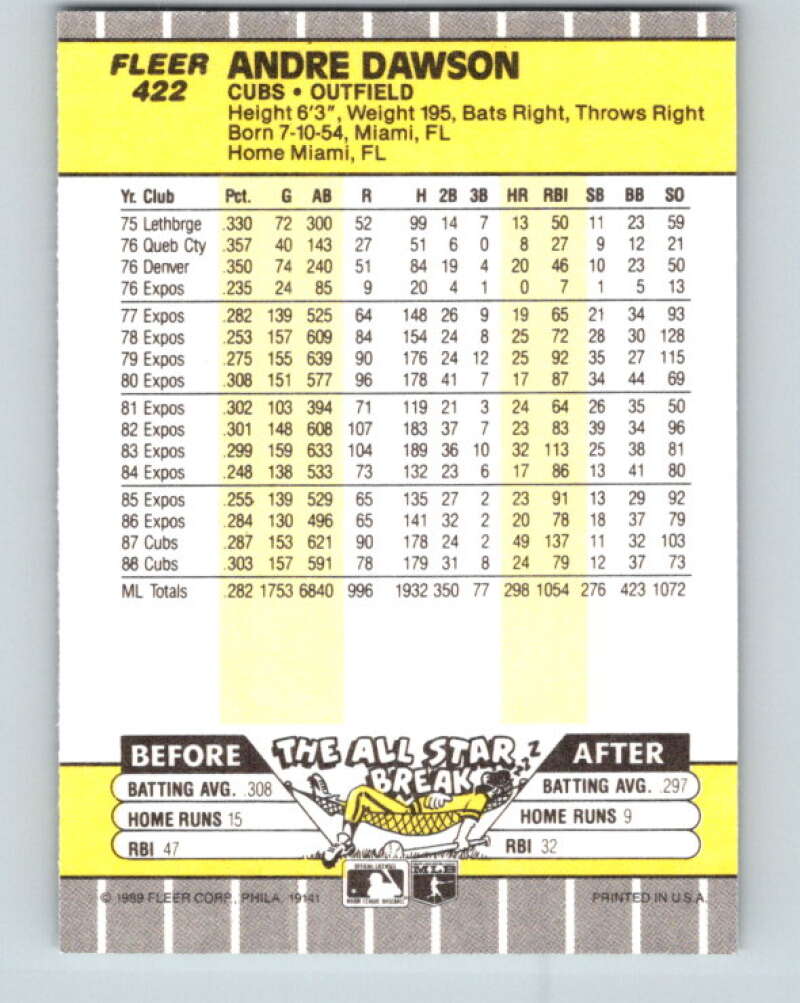 FLEER ANDRE DAWSON
422 CUBS • OUTFIELD
Height 6'3", Weight 195, Bats Right, Throws Right
Born 7-10-54, Miami, FL
Home Miami, FL
Yr. Club Pct. G AB R H 2B 3B HR RBI SB BB SO
75 Lethbrge .330 72 300 52 99 14 7 13 50 11 23 59
76 Queb Cty .357 40 143 27 51 6 0 8 27 9 12 21
76 Denver .350 74 240 51 84 19 4 20 46 10 23 50
76 Expos .235 24 85 9 20 4 1 0 7 1 5 13
77 Expos .282 139 525 64 148 26 9 19 65 21 34 93
78 Expos .253 157 609 84 154 24 8 25 72 28 30 128
79 Expos .275 155 639 90 176 24 12 25 92 35 27 115
80 Expos .308 151 577 96 178 41 7 17 87 34 44 69
81 Expos .302 103 394 71 119 21 3 24 64 26 35 50
82 Expos .301 148 608 107 183 37 7 23 83 39 34 96
83 Expos .299 159 633 104 189 36 10 32 113 25 38 81
84 Expos .248 138 533 73 132 23 6 17 86 13 41 80
85 Expos .255 139 529 65 135 27 2 23 91 13 29 92
86 Expos .284 130 496 65 141 32 2 20 78 18 37 79
87 Cubs .287 153 621 90 178 24 2 49 137 11 32 103
88 Cubs .303 157 591 78 179 31 8 24 79 12 37 73
ML Totals .282 1753 6840 996 1932 350 77 298 1054 276 423 1072
BEFORE THE ALL STAR BREAK ZZZ AFTER
BATTING AVG. .308 BATTING AVG. .297
HOME RUNS 15 HOME RUNS 9
RBI 47 RBI 32
OFFICIAL LICENSEE
MLB
MAJOR LEAGUE BASEBALL
© 1989 FLEER CORP., PHILA. 19141 PRINTED IN U.S.A.